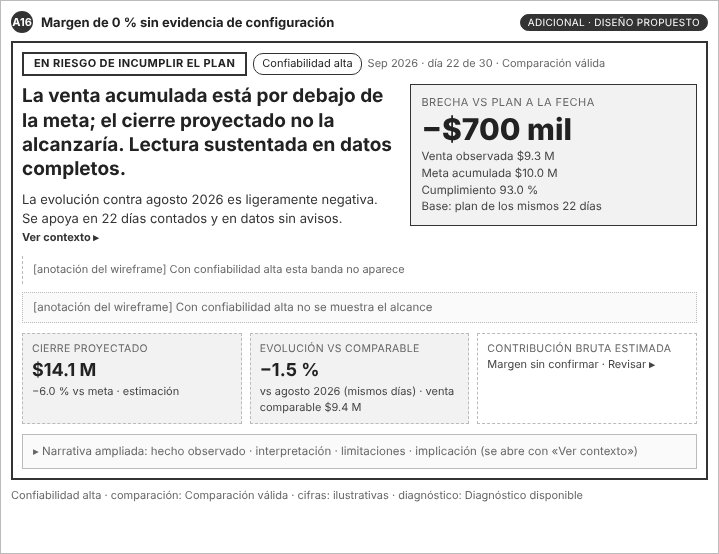 A16 Margen de 0 % sin evidencia de configuración
ADICIONAL · DISEÑO PROPUESTO
EN RIESGO DE INCUMPLIR EL PLAN
Confiabilidad alta
Sep 2026 · día 22 de 30 · Comparación válida
La venta acumulada está por debajo de
la meta; el cierre proyectado no la
alcanzaría. Lectura sustentada en datos
completos.
La evolución contra agosto 2026 es ligeramente negativa.
Se apoya en 22 días contados y en datos sin avisos.
Ver contexto ▸
BRECHA VS PLAN A LA FECHA
−$700 mil
Venta observada $9.3 M
Meta acumulada $10.0 M
Cumplimiento 93.0 %
Base: plan de los mismos 22 días
[anotación del wireframe] Con confiabilidad alta esta banda no aparece
[anotación del wireframe] Con confiabilidad alta no se muestra el alcance
CIERRE PROYECTADO
$14.1 M
−6.0 % vs meta · estimación
EVOLUCIÓN VS COMPARABLE
−1.5 %
vs agosto 2026 (mismos días) · venta
comparable $9.4 M
CONTRIBUCIÓN BRUTA ESTIMADA
Margen sin confirmar · Revisar ▸
▸ Narrativa ampliada: hecho observado · interpretación · limitaciones · implicación (se abre con «Ver contexto»)
Confiabilidad alta · comparación: Comparación válida · cifras: ilustrativas · diagnóstico: Diagnóstico disponible